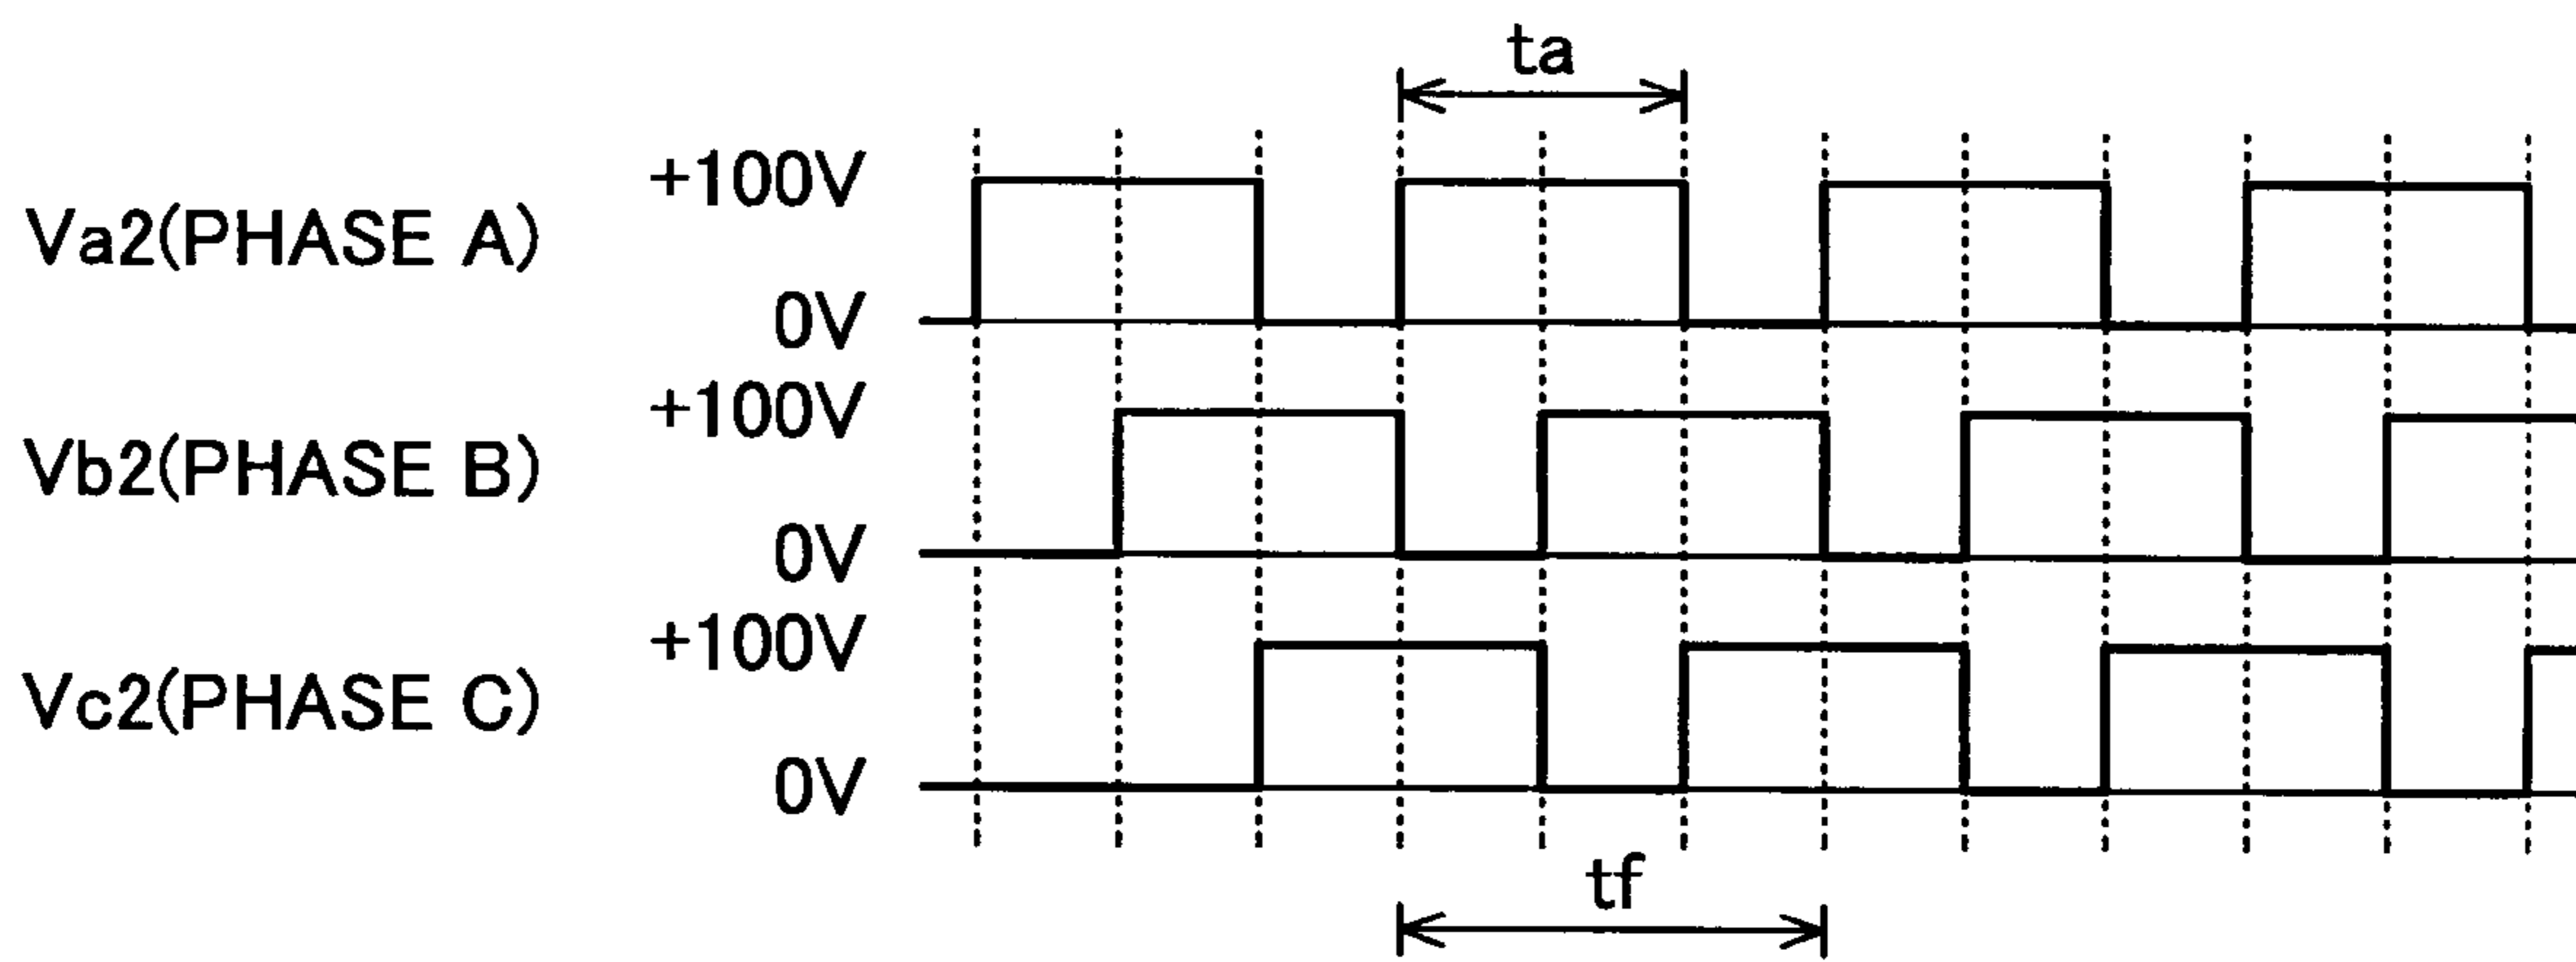 ta
+100V
Va2(PHASE A)
0V
+100V
Vb2(PHASE B)
0V
+100V
Vc2(PHASE C)
0V
tf